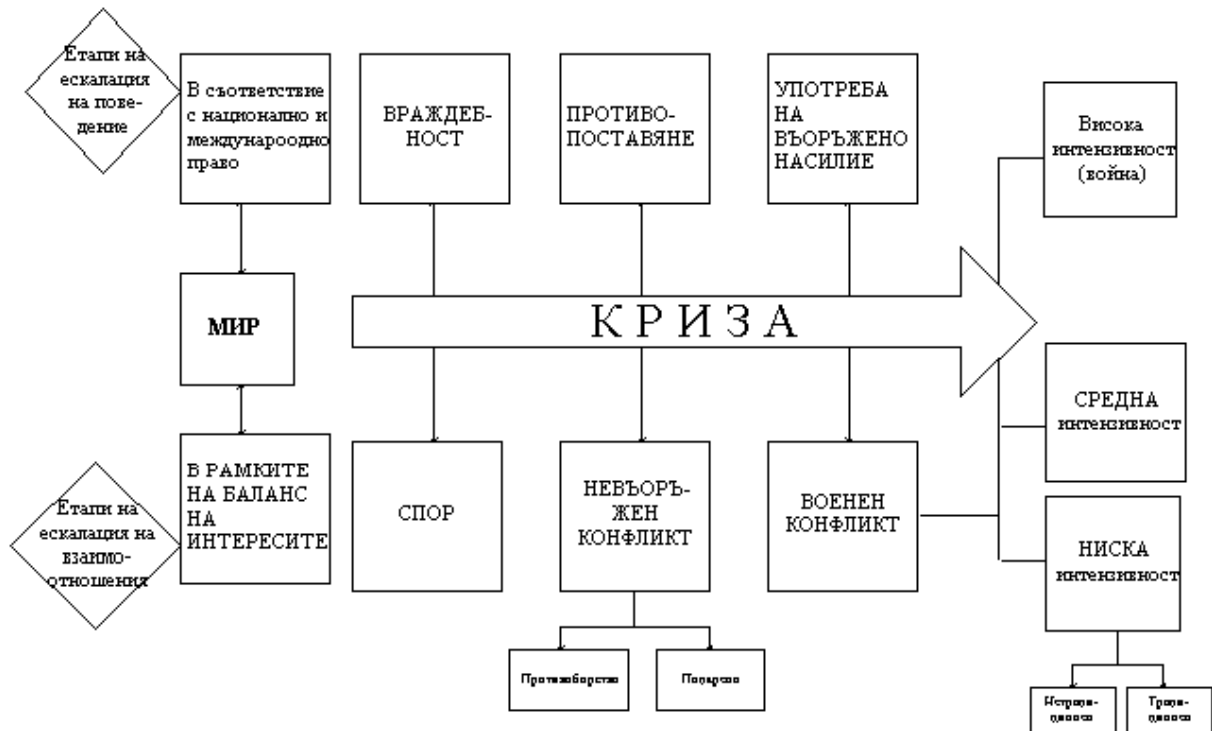 Етапи на
ескалация
на пове-
дение
В съответствие
с национално и
международно
право
ВРАЖДЕБ-
НОСТ
ПРОТИВО-
ПОСТАВЯНЕ
УПОТРЕБА
НА
ВЪОРЪЖЕНО
НАСИЛИЕ
Висока
интензивност
(война)
МИР
К Р И З А
Етапи на
ескалация на
взаимо-
отношения
В РАМКИТЕ
НА БАЛАНС
НА
ИНТЕРЕСИТЕ
СПОР
НЕВЪОРЪ-
ЖЕН
КОНФЛИКТ
ВОЕНЕН
КОНФЛИКТ
СРЕДНА
интензивност
НИСКА
интензивност
Противоборство